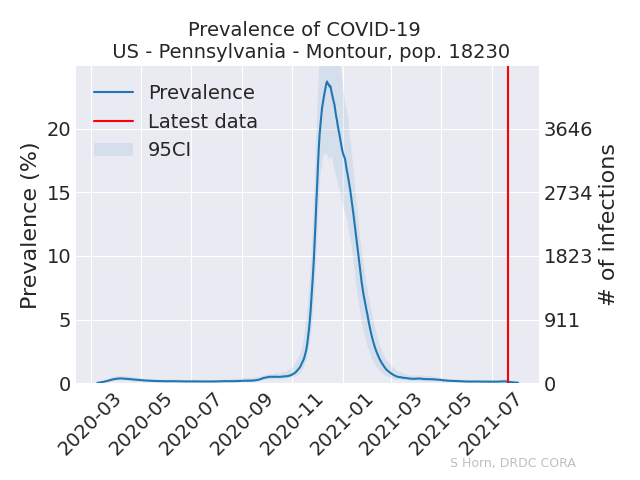 Prevalence of COVID-19
US - Pennsylvania - Montour, pop. 18230
Prevalence
Latest data
95CI
Prevalence (%)
20
15
10
5
0
# of infections
3646
2734
1823
911
0
2020-03
2020-05
2020-07
2020-09
2020-11
2021-01
2021-03
2021-05
2021-07
S Horn, DRDC CORA